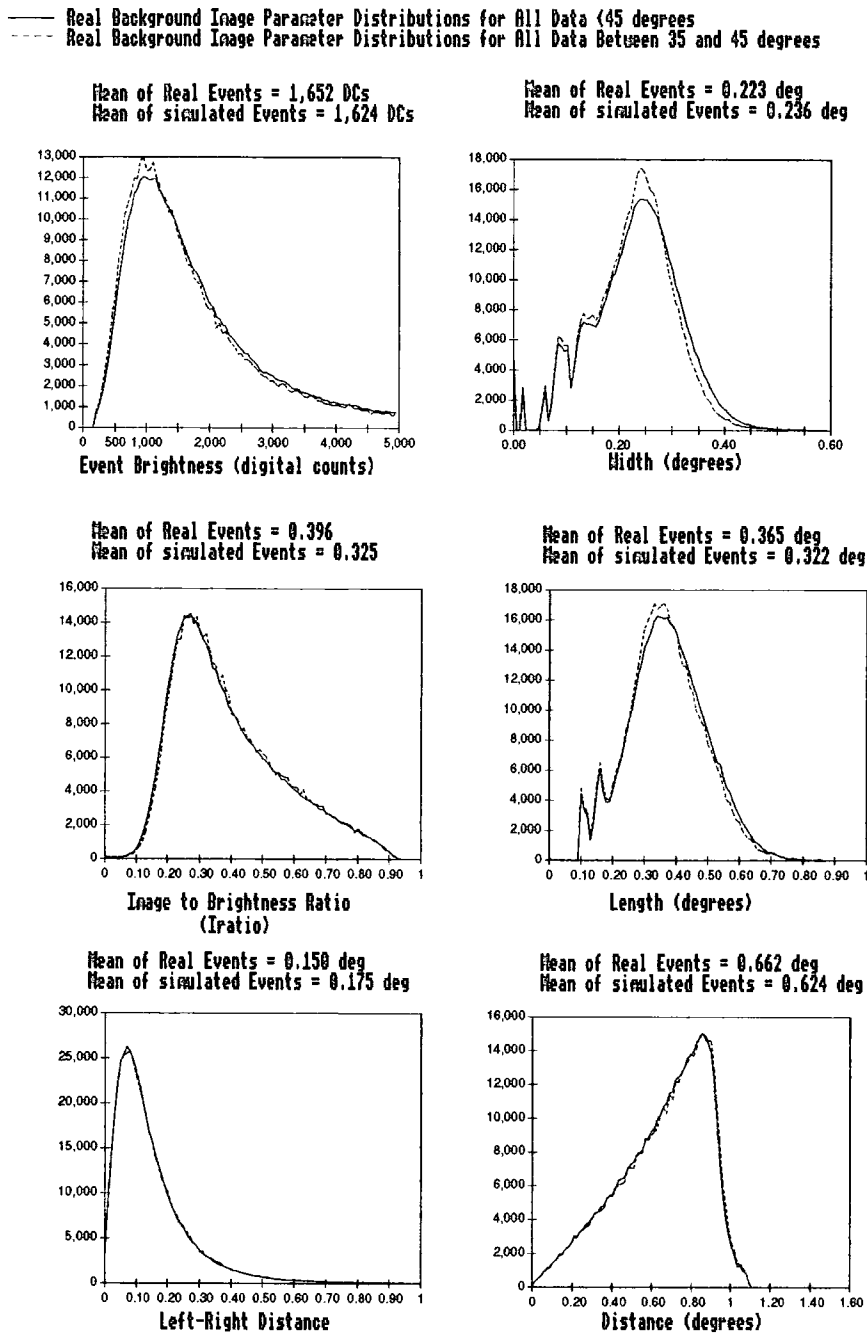 Real Background Image Parameter Distributions for All Data <45 degrees
Real Background Image Parameter Distributions for All Data Between 35 and 45 degrees
Mean of Real Events = 1,652 DCs
Mean of simulated Events = 1,624 DCs
13,000
12,000
11,000
10,000
9,000
8,000
7,000
6,000
5,000
4,000
3,000
2,000
1,000
0
0 500 1,000 2,000 3,000 4,000 5,000
Event Brightness (digital counts)
Mean of Real Events = 0.223 deg
Mean of simulated Events = 0.236 deg
18,000
16,000
14,000
12,000
10,000
8,000
6,000
4,000
2,000
0
0.00 0.20 0.40 0.60
Width (degrees)
Mean of Real Events = 0.396
Mean of simulated Events = 0.325
16,000
14,000
12,000
10,000
8,000
6,000
4,000
2,000
0
0 0.10 0.20 0.30 0.40 0.50 0.60 0.70 0.80 0.90 1
Image to Brightness Ratio
(Iratio)
Mean of Real Events = 0.365 deg
Mean of simulated Events = 0.322 deg
18,000
16,000
14,000
12,000
10,000
8,000
6,000
4,000
2,000
0
0 0.10 0.20 0.30 0.40 0.50 0.60 0.70 0.80 0.90 1
Length (degrees)
Mean of Real Events = 0.150 deg
Mean of simulated Events = 0.175 deg
30,000
25,000
20,000
15,000
10,000
5,000
0
0 0.10 0.20 0.30 0.40 0.50 0.60 0.70 0.80 0.90 1
Left-Right Distance
Mean of Real Events = 0.662 deg
Mean of simulated Events = 0.624 deg
16,000
14,000
12,000
14,000
8,000
14,000
14,000
2,000
0
0 0.20 0.40 0.60 0.80 1 1.20 1.40 1.60
Distance (degrees)